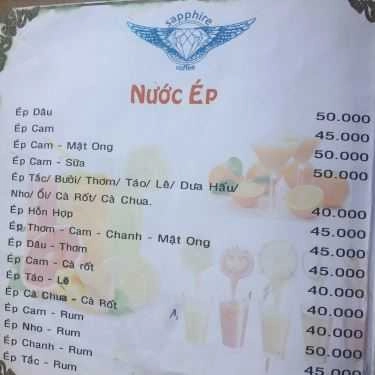 sapphire
coffee
Nước Ép
Ép Dâu 50.000
Ép Cam 45.000
Ép Cam - Mật Ong 50.000
Ép Cam - Sữa 50.000
Ép Tắc/ Bưởi/ Thơm/ Táo/ Lê/ Dưa Hấu/
Nho/ Ổi/ Cà Rốt/ Cà Chua. 40.000
Ép Hỗn Hợp 45.000
Ép Thơm - Cam - Chanh - Mật Ong 45.000
Ép Dâu - Thơm 45.000
Ép Cam - Cà rốt 40.000
Ép Táo - Lê 40.000
Ép Cà Chua - Cà Rốt 40.000
Ép Cam - Rum 50.000
Ép Nho - Rum 45.000
Ép Chanh - Rum
Ép Tắc - Rum